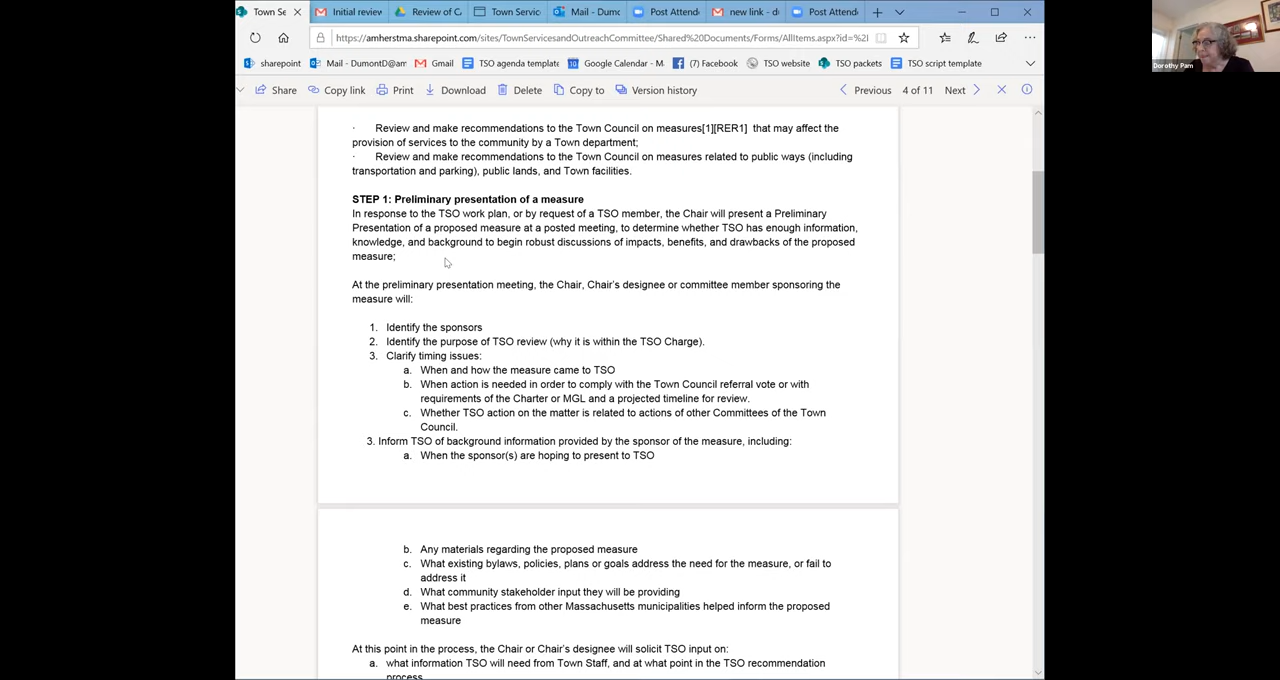 Town Se
Initial review
Review of C
Town Servic
Mail - Dum
Post Attend
new link - d
Post Attend
https://amherstma.sharepoint.com/sites/TownServicesandOutreachCommittee/Shared%20Documents/Forms/AllItems.aspx?id=%2
sharepoint
Mail - DumontD@am
Gmail
TSO agenda template
Google Calendar - M
(7) Facebook
TSO website
TSO packets
TSO script template
Share
Copy link
Print
Download
Delete
Copy to
Version history
Previous
4 of 11
Next
Dorothy Pam
· Review and make recommendations to the Town Council on measures[1][RER1] that may affect the
provision of services to the community by a Town department;
· Review and make recommendations to the Town Council on measures related to public ways (including
transportation and parking), public lands, and Town facilities.
STEP 1: Preliminary presentation of a measure
In response to the TSO work plan, or by request of a TSO member, the Chair will present a Preliminary
Presentation of a proposed measure at a posted meeting, to determine whether TSO has enough information,
knowledge, and background to begin robust discussions of impacts, benefits, and drawbacks of the proposed
measure;
At the preliminary presentation meeting, the Chair, Chair's designee or committee member sponsoring the
measure will:
1. Identify the sponsors
2. Identify the purpose of TSO review (why it is within the TSO Charge).
3. Clarify timing issues:
a. When and how the measure came to TSO
b. When action is needed in order to comply with the Town Council referral vote or with
requirements of the Charter or MGL and a projected timeline for review.
c. Whether TSO action on the matter is related to actions of other Committees of the Town
Council.
3. Inform TSO of background information provided by the sponsor of the measure, including:
a. When the sponsor(s) are hoping to present to TSO
b. Any materials regarding the proposed measure
c. What existing bylaws, policies, plans or goals address the need for the measure, or fail to
address it
d. What community stakeholder input they will be providing
e. What best practices from other Massachusetts municipalities helped inform the proposed
measure
At this point in the process, the Chair or Chair's designee will solicit TSO input on:
a. what information TSO will need from Town Staff, and at what point in the TSO recommendation
process